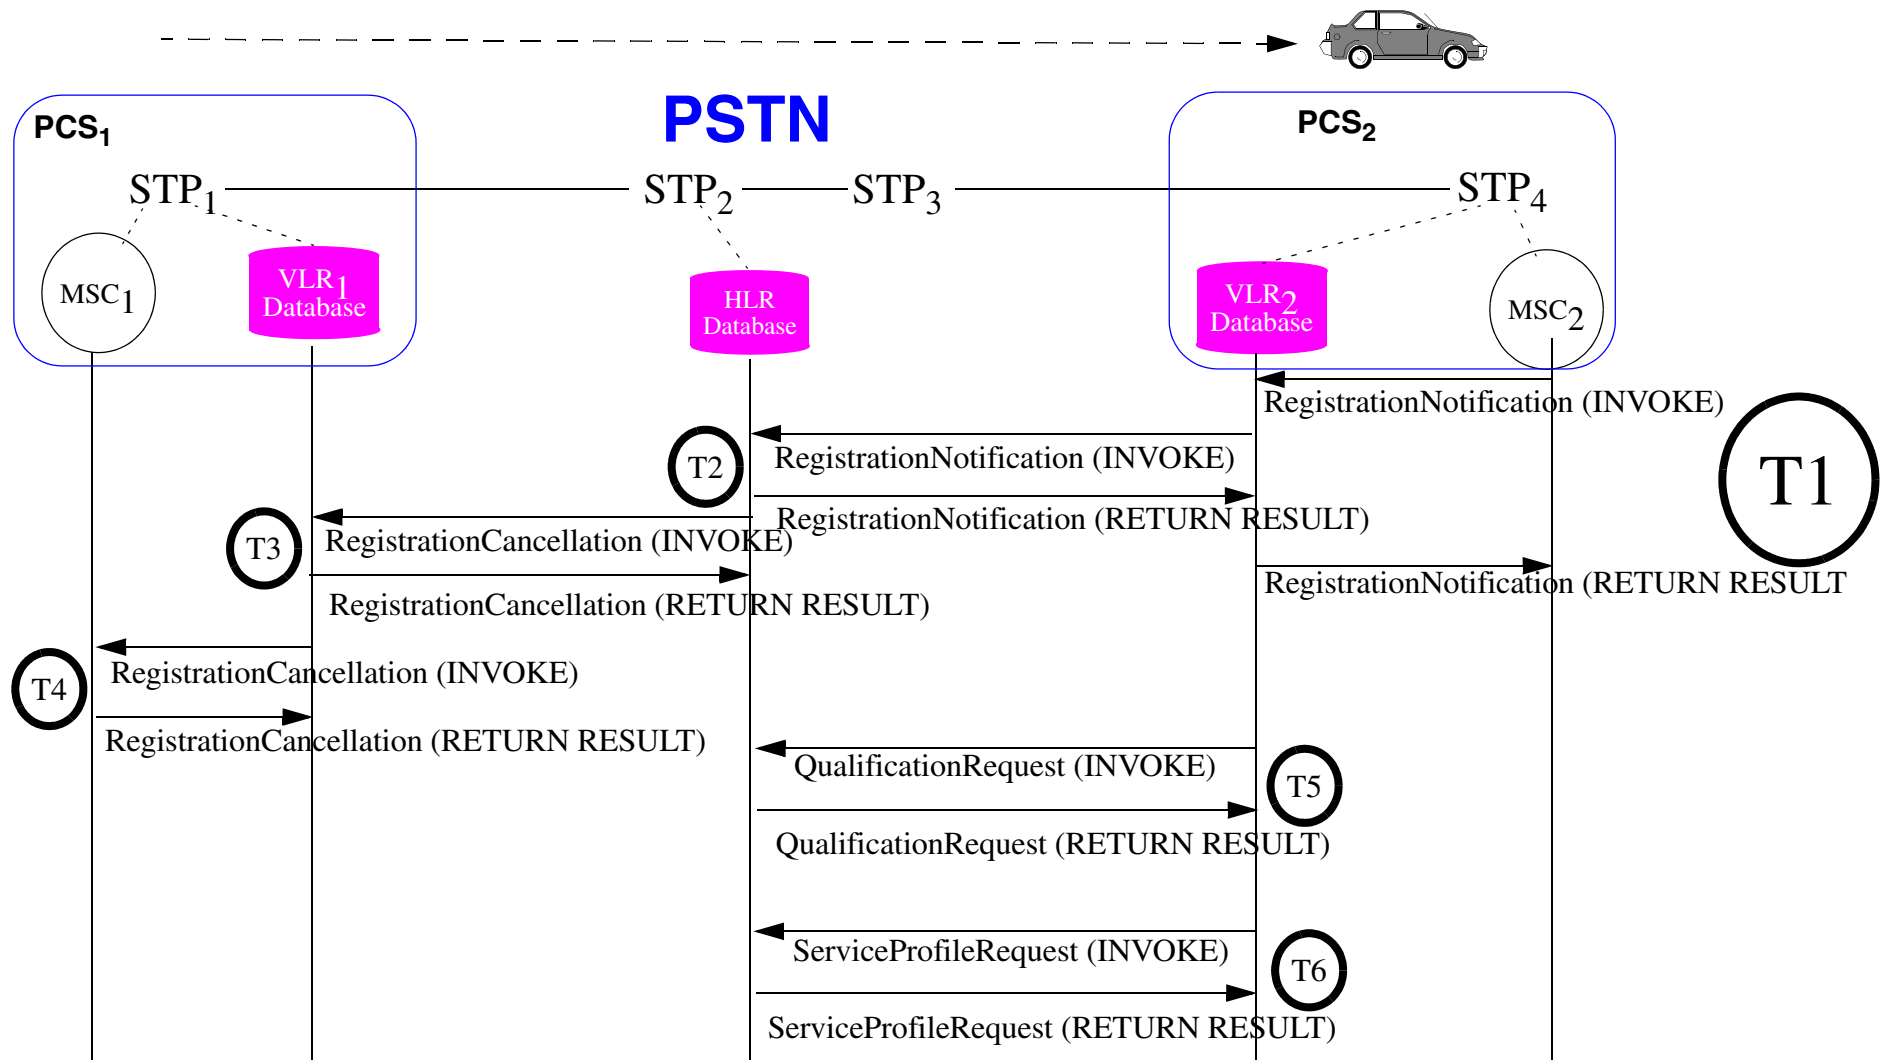 PSTN
PCS1
PCS2
STP1
STP2
STP3
STP4
MSC1
VLR1
Database
HLR
Database
VLR2
Database
MSC2
RegistrationNotification (INVOKE)
T1
T2
RegistrationNotification (INVOKE)
RegistrationNotification (RETURN RESULT)
T3
RegistrationCancellation (INVOKE)
RegistrationNotification (RETURN RESULT
RegistrationCancellation (RETURN RESULT)
T4
RegistrationCancellation (INVOKE)
RegistrationCancellation (RETURN RESULT)
QualificationRequest (INVOKE)
T5
QualificationRequest (RETURN RESULT)
ServiceProfileRequest (INVOKE)
T6
ServiceProfileRequest (RETURN RESULT)